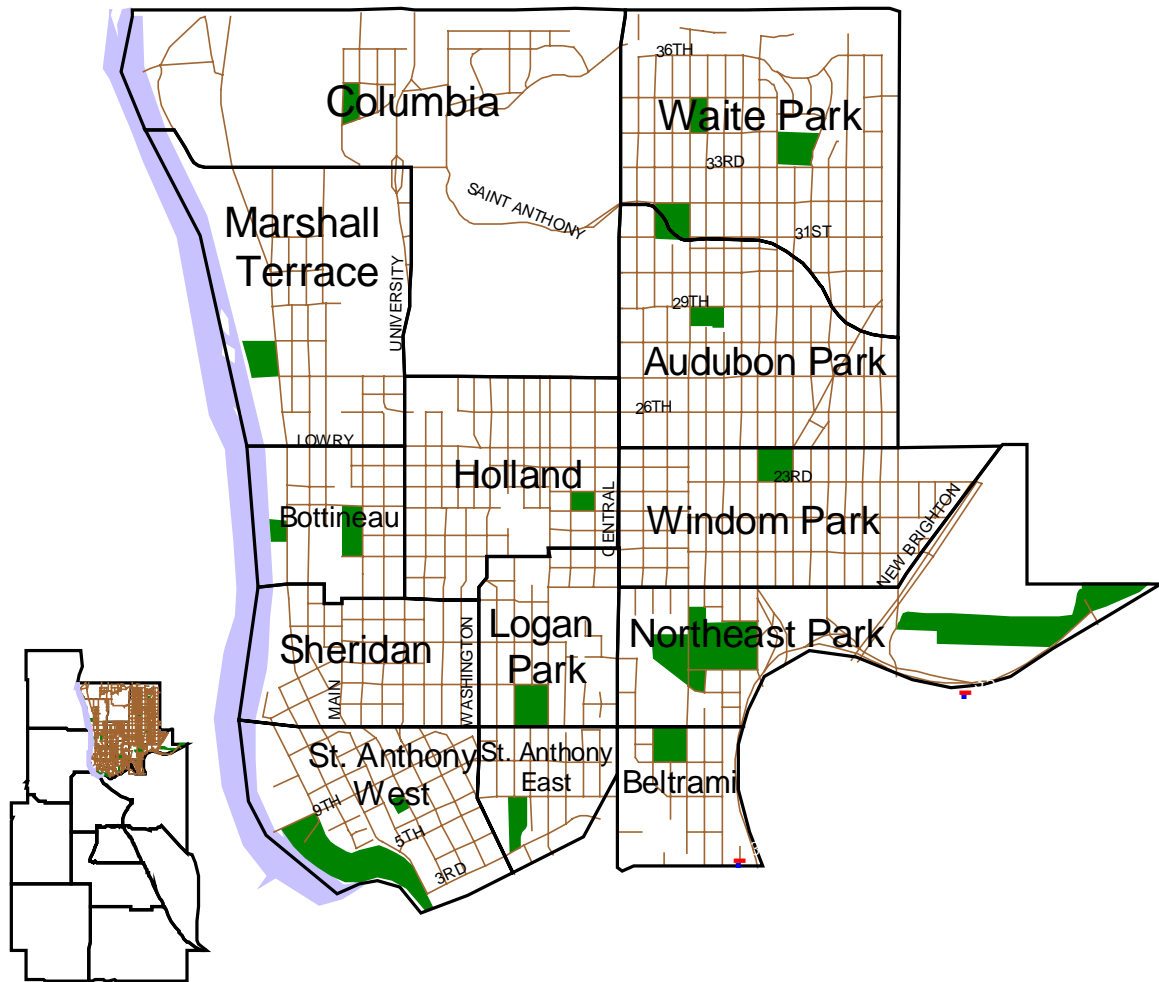 36TH
Columbia
Waite Park
33RD
SAINT ANTHONY
Marshall
Terrace
31ST
UNIVERSITY
29TH
Audubon Park
26TH
LOWRY
Holland
23RD
CENTRAL
Bottineau
Windom Park
NEW BRIGHTON
Logan
Park
Northeast Park
Sheridan
WASHINGTON
MAIN
St. Anthony
West
St. Anthony
East
Beltrami
9TH
5TH
3RD